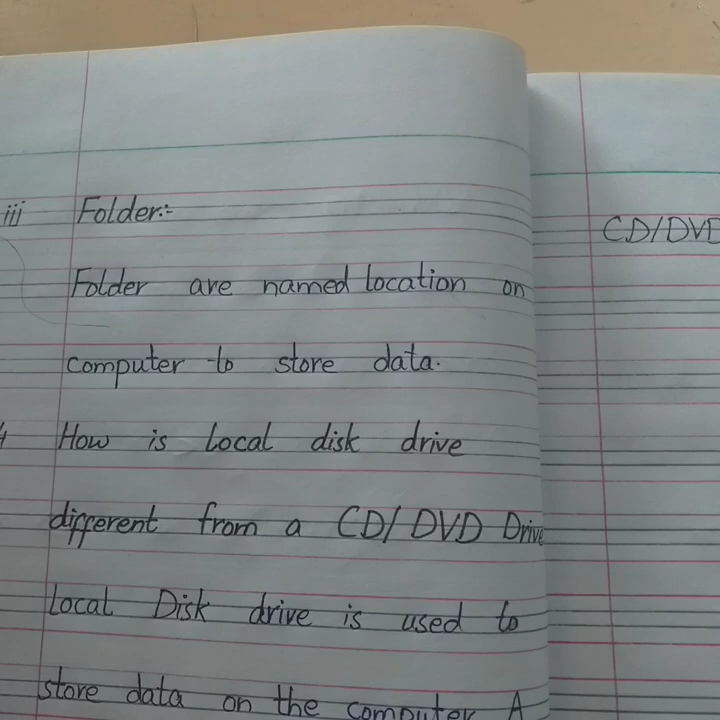 iii Folder:-
Folder are named location on
computer to store data.
How is Local disk drive
different from a CD/DVD Drive
Local Disk drive is used to
store data on the computer. A
CD/DVD